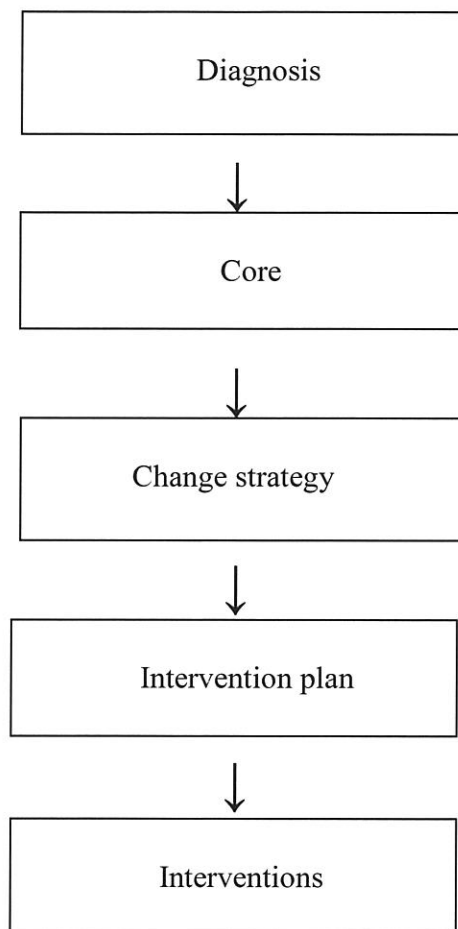 Diagnosis
Core
Change strategy
Intervention plan
Interventions